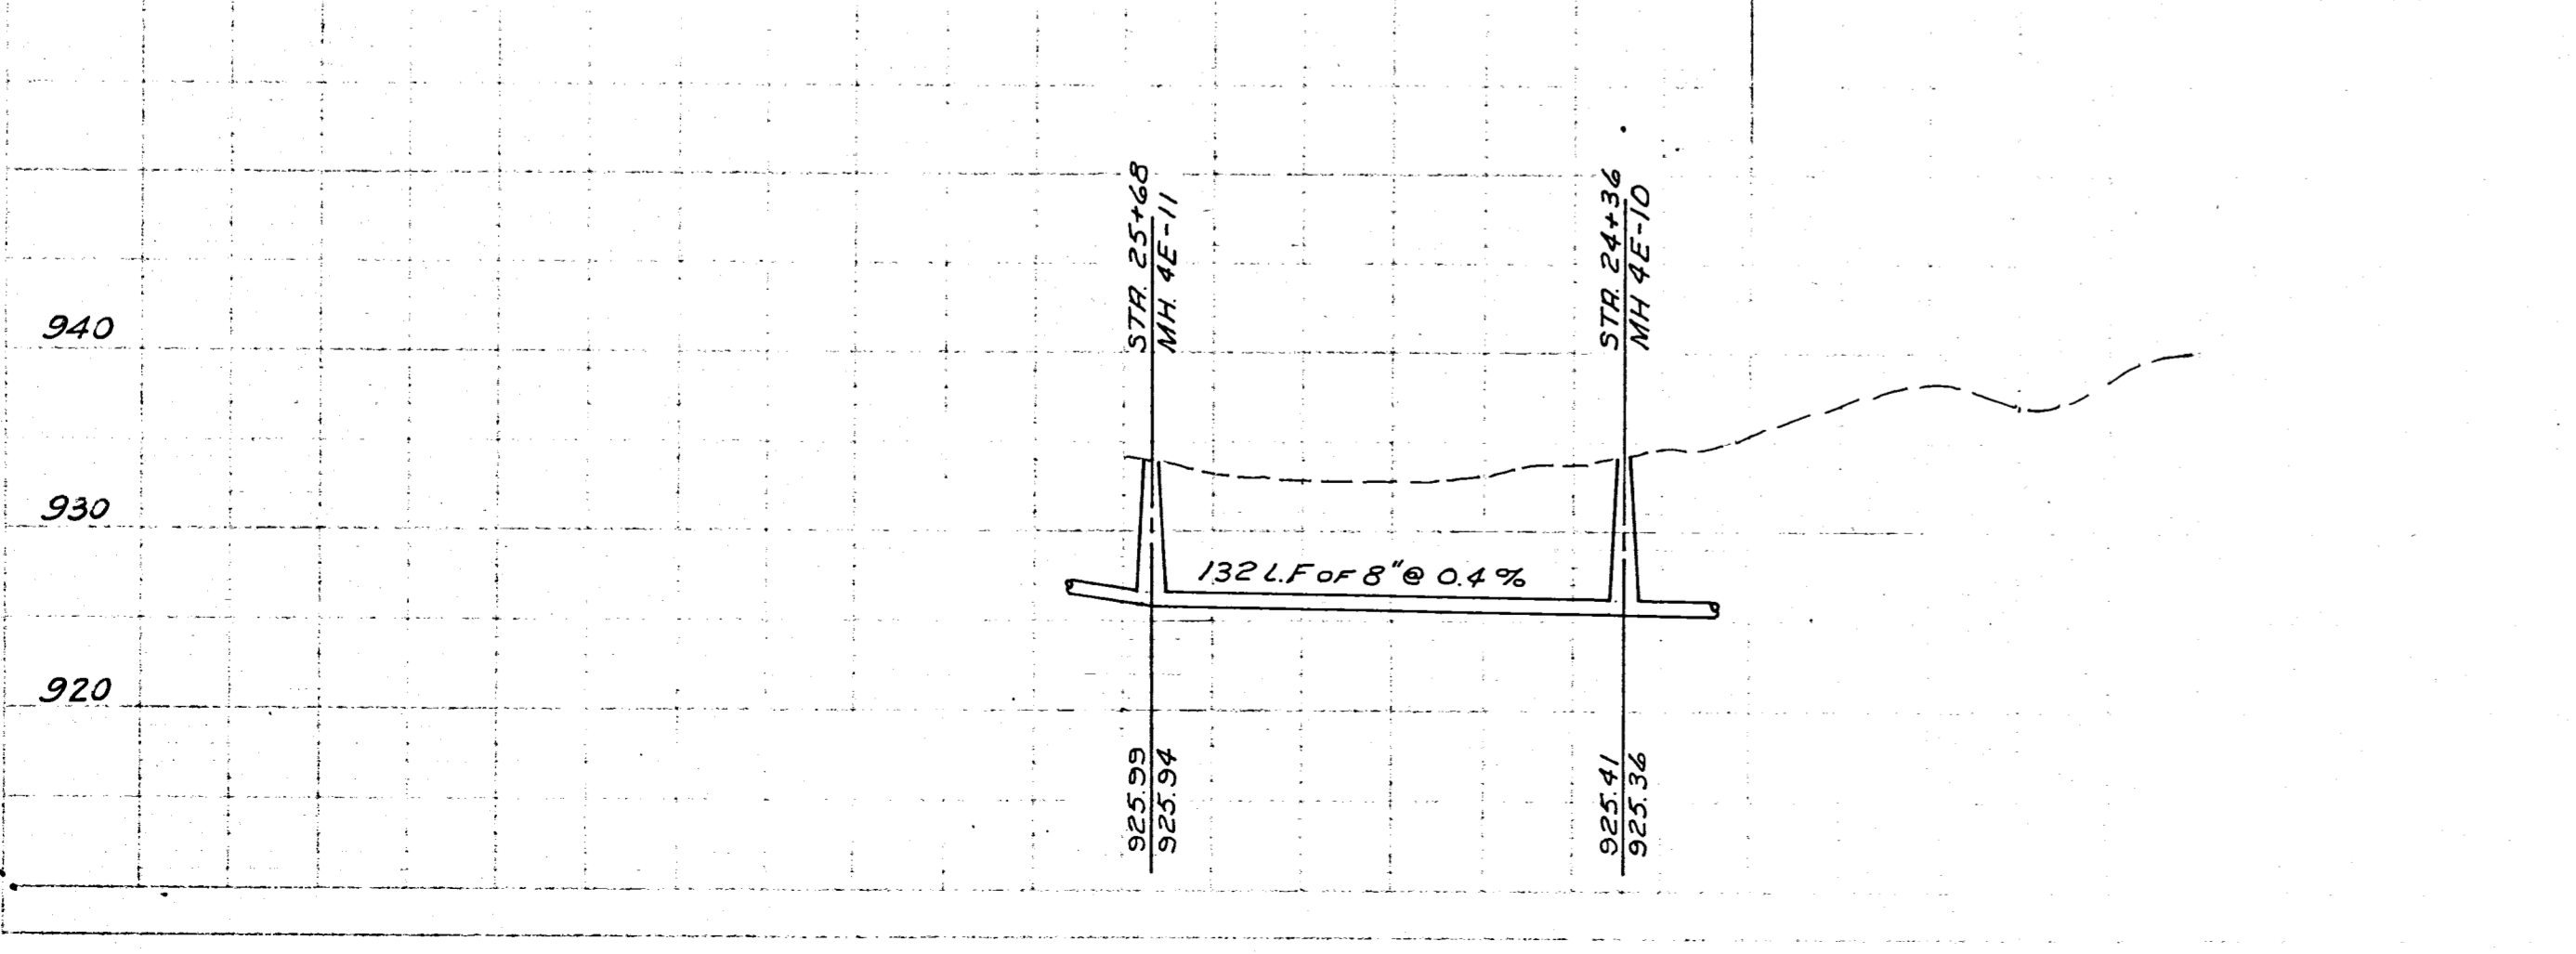 STA. 25+68
MH. 4E-11
STA. 24+36
MH 4E-10
940
930
132 L.F OF 8"@ 0.4%
920
925.99
925.94
925.41
925.36